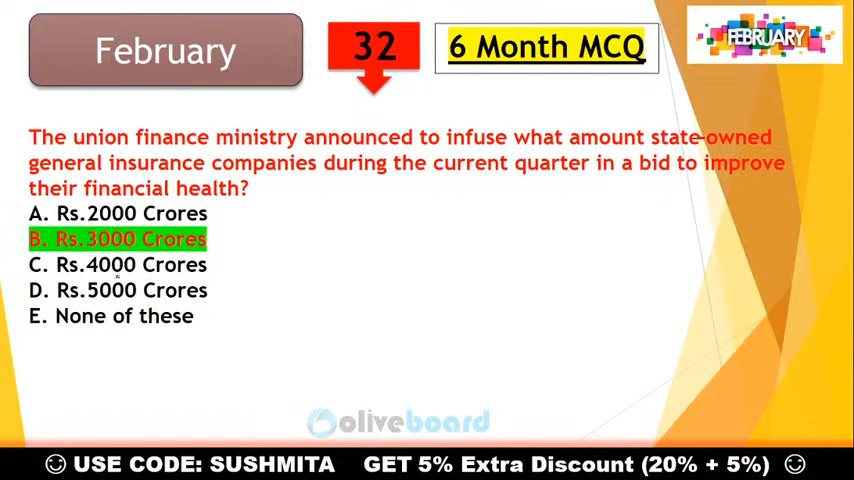 February
32
6 Month MCQ
FEBRUARY
The union finance ministry announced to infuse what amount state-owned
general insurance companies during the current quarter in a bid to improve
their financial health?
A. Rs.2000 Crores
B. Rs.3000 Crores
C. Rs.4000 Crores
D. Rs.5000 Crores
E. None of these
oliveboard
USE CODE: SUSHMITA GET 5% Extra Discount (20% + 5%)